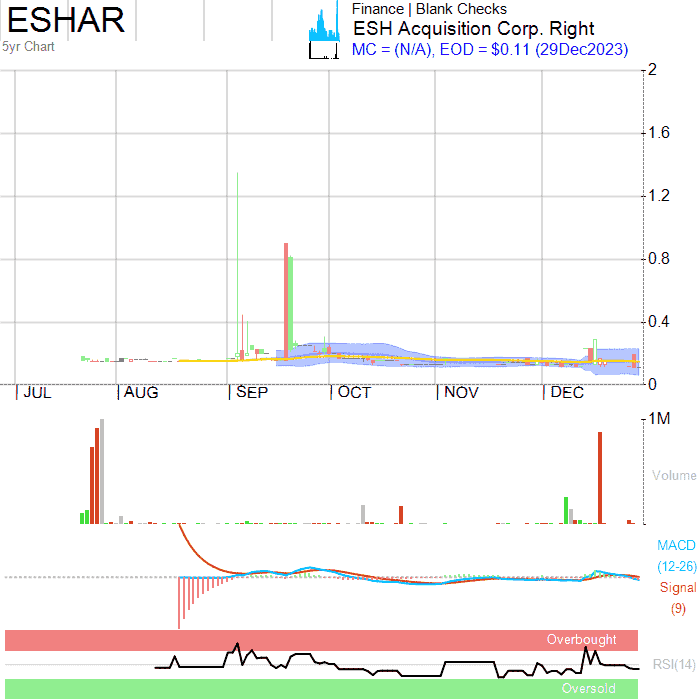 ESHAR
5yr Chart
Finance | Blank Checks
ESH Acquisition Corp. Right
MC = (N/A), EOD = $0.11 (29Dec2023)
2
1.6
1.2
0.8
0.4
0
JUL AUG SEP OCT NOV DEC
1M
Volume
MACD
(12-26)
Signal
(9)
Overbought
RSI(14)
Oversold